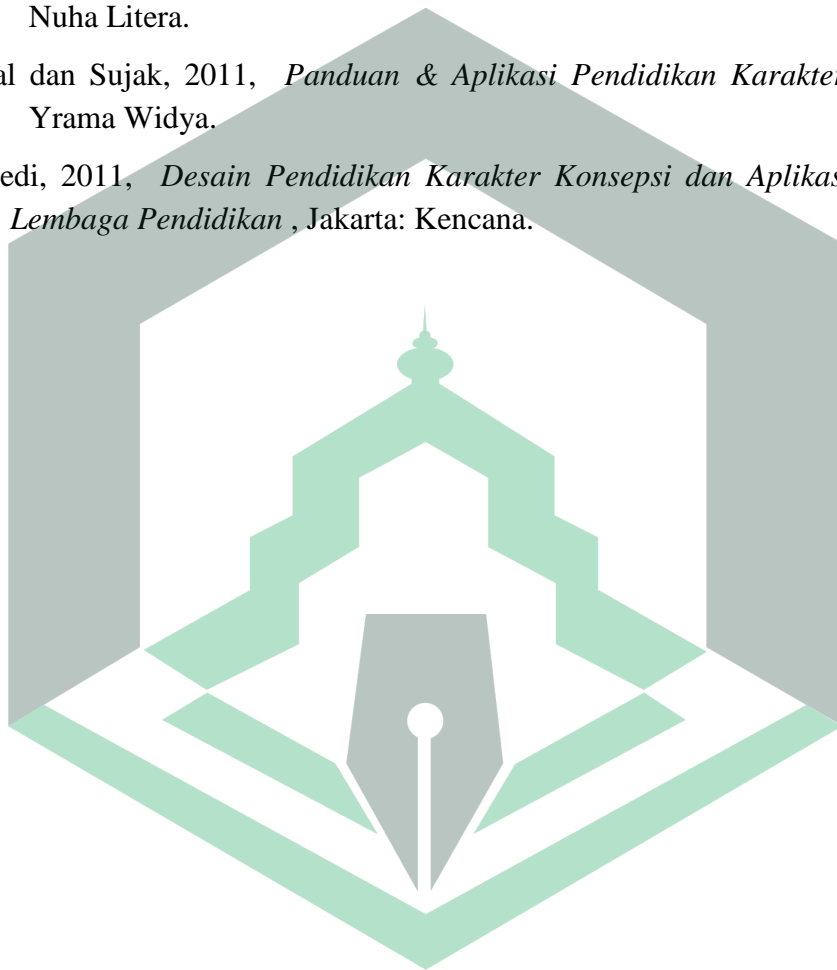 Nuha Litera.
al dan Sujak, 2011, Panduan & Aplikasi Pendidikan Karakter
Yrama Widya.
edi, 2011, Desain Pendidikan Karakter Konsepsi dan Aplikas
Lembaga Pendidikan , Jakarta: Kencana.